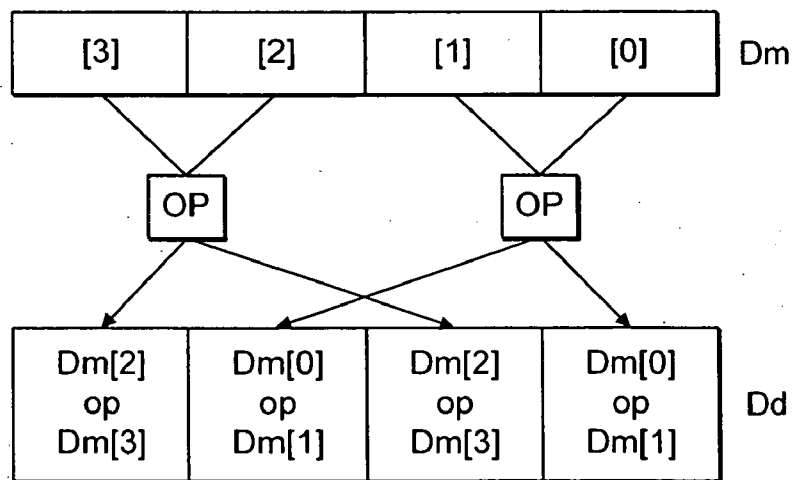 [3] [2] [1] [0] Dm
OP OP
Dm[2] Dm[0] Dm[2] Dm[0]
op op op op Dd
Dm[3] Dm[1] Dm[3] Dm[1]